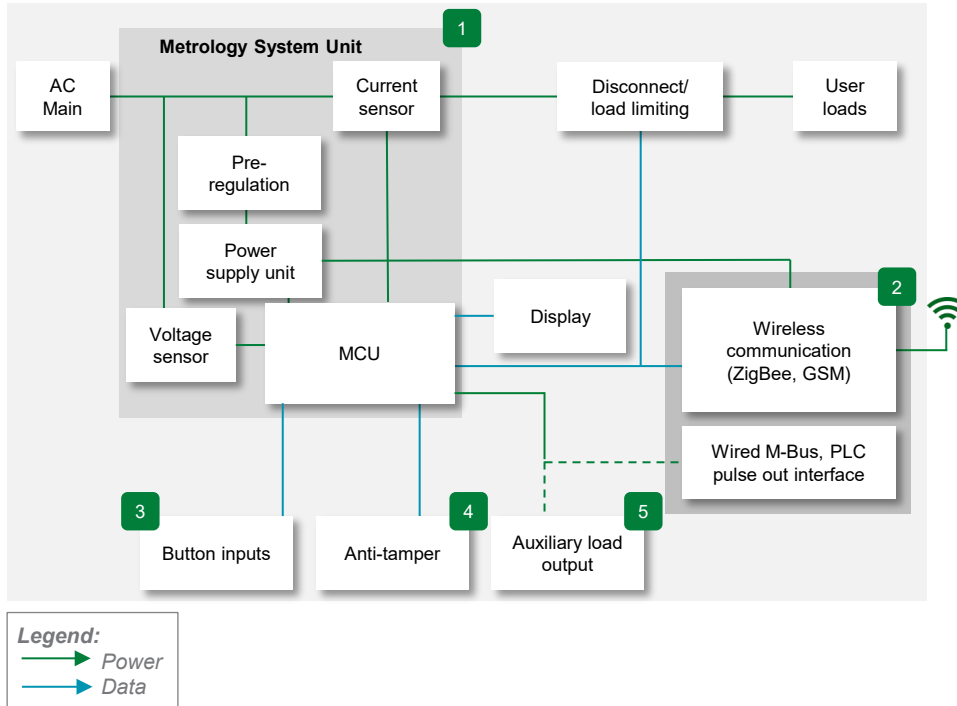 1
Metrology System Unit
AC
Main
Current
sensor
Disconnect/
load limiting
User
loads
Pre-
regulation
Power
supply unit
2
Display
Voltage
sensor
MCU
Wireless
communication
(ZigBee, GSM)
Wired M-Bus, PLC
pulse out interface
3
4
5
Button inputs
Anti-tamper
Auxiliary load
output
Legend:
Power
Data